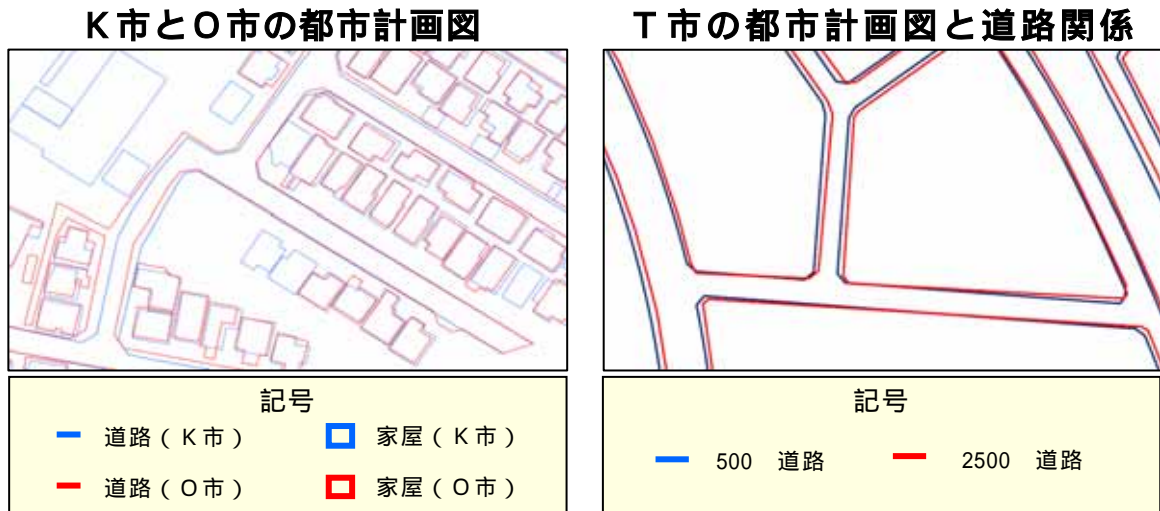 K市とO市の都市計画図
記号
道路(K市) 家屋(K市)
道路(O市) 家屋(O市)
T市の都市計画図と道路関係
記号
500 道路 2500 道路